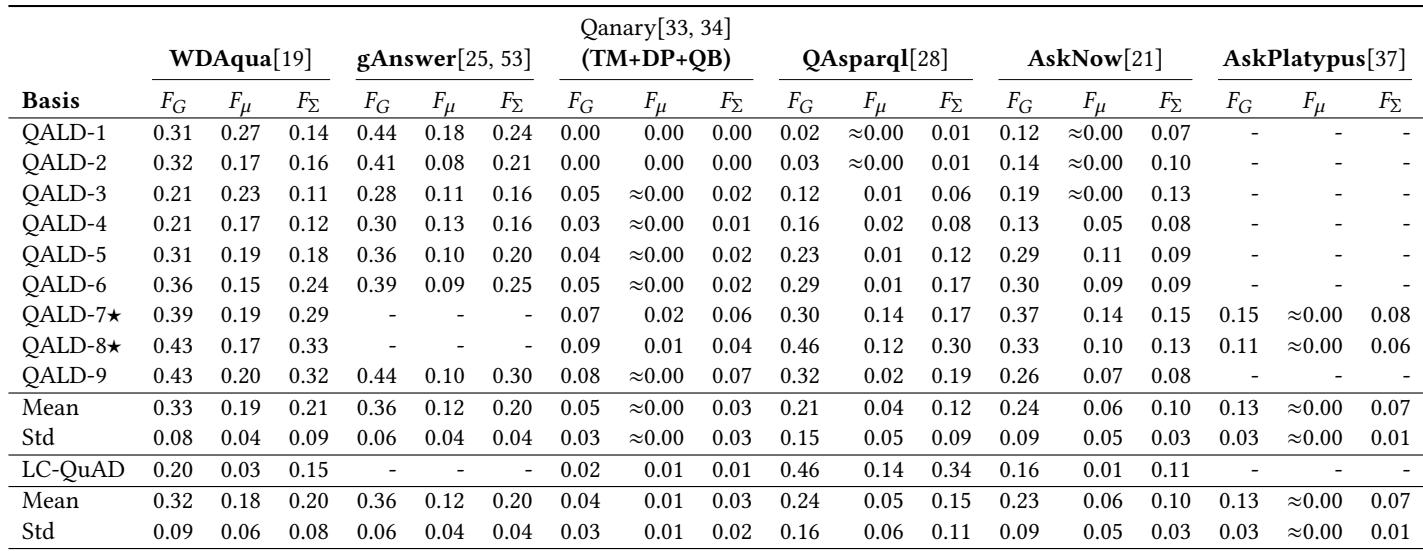 Qanary[33, 34]
WDAqua[19] gAnswer[25, 53] (TM+DP+QB) QAsparql[28] AskNow[21] AskPlatypus[37]
Basis F_G F_μ F_Σ F_G F_μ F_Σ F_G F_μ F_Σ F_G F_μ F_Σ F_G F_μ F_Σ F_G F_μ F_Σ
QALD-1 0.31 0.27 0.14 0.44 0.18 0.24 0.00 0.00 0.00 0.02 ≈0.00 0.01 0.12 ≈0.00 0.07 - - -
QALD-2 0.32 0.17 0.16 0.41 0.08 0.21 0.00 0.00 0.00 0.03 ≈0.00 0.01 0.14 ≈0.00 0.10 - - -
QALD-3 0.21 0.23 0.11 0.28 0.11 0.16 0.05 ≈0.00 0.02 0.12 0.01 0.06 0.19 ≈0.00 0.13 - - -
QALD-4 0.21 0.17 0.12 0.30 0.13 0.16 0.03 ≈0.00 0.01 0.16 0.02 0.08 0.13 0.05 0.08 - - -
QALD-5 0.31 0.19 0.18 0.36 0.10 0.20 0.04 ≈0.00 0.02 0.23 0.01 0.12 0.29 0.11 0.09 - - -
QALD-6 0.36 0.15 0.24 0.39 0.09 0.25 0.05 ≈0.00 0.02 0.29 0.01 0.17 0.30 0.09 0.09 - - -
QALD-7★ 0.39 0.19 0.29 - - - 0.07 0.02 0.06 0.30 0.14 0.17 0.37 0.14 0.15 0.15 ≈0.00 0.08
QALD-8★ 0.43 0.17 0.33 - - - 0.09 0.01 0.04 0.46 0.12 0.30 0.33 0.10 0.13 0.11 ≈0.00 0.06
QALD-9 0.43 0.20 0.32 0.44 0.10 0.30 0.08 ≈0.00 0.07 0.32 0.02 0.19 0.26 0.07 0.08 - - -
Mean 0.33 0.19 0.21 0.36 0.12 0.20 0.05 ≈0.00 0.03 0.21 0.04 0.12 0.24 0.06 0.10 0.13 ≈0.00 0.07
Std 0.08 0.04 0.09 0.06 0.04 0.04 0.03 ≈0.00 0.03 0.15 0.05 0.09 0.09 0.05 0.03 0.03 ≈0.00 0.01
LC-QuAD 0.20 0.03 0.15 - - - 0.02 0.01 0.01 0.46 0.14 0.34 0.16 0.01 0.11 - - -
Mean 0.32 0.18 0.20 0.36 0.12 0.20 0.04 0.01 0.03 0.24 0.05 0.15 0.23 0.06 0.10 0.13 ≈0.00 0.07
Std 0.09 0.06 0.08 0.06 0.04 0.04 0.03 0.01 0.02 0.16 0.06 0.11 0.09 0.05 0.03 0.03 ≈0.00 0.01